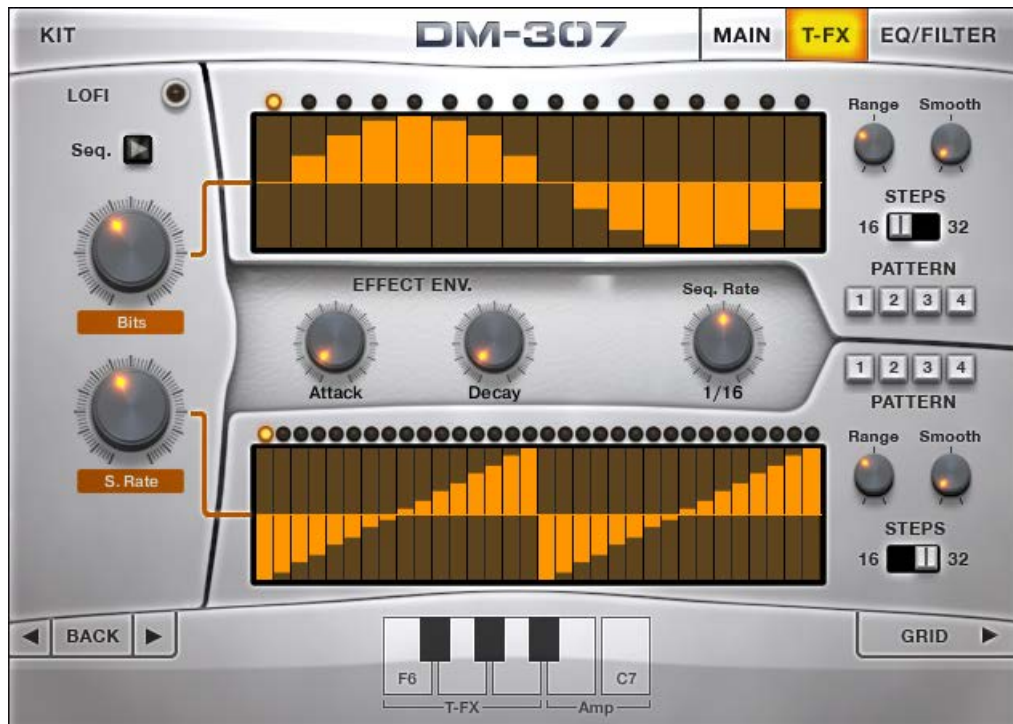 KIT
DM-307
MAIN
T-FX
EQ/FILTER
LOFI
Seq.
Bits
S. Rate
Range Smooth
STEPS
16 32
PATTERN
1 2 3 4
EFFECT ENV.
Attack
Decay
Seq. Rate
1/16
1 2 3 4
PATTERN
Range Smooth
STEPS
16 32
BACK
F6
C7
T-FX
Amp
GRID